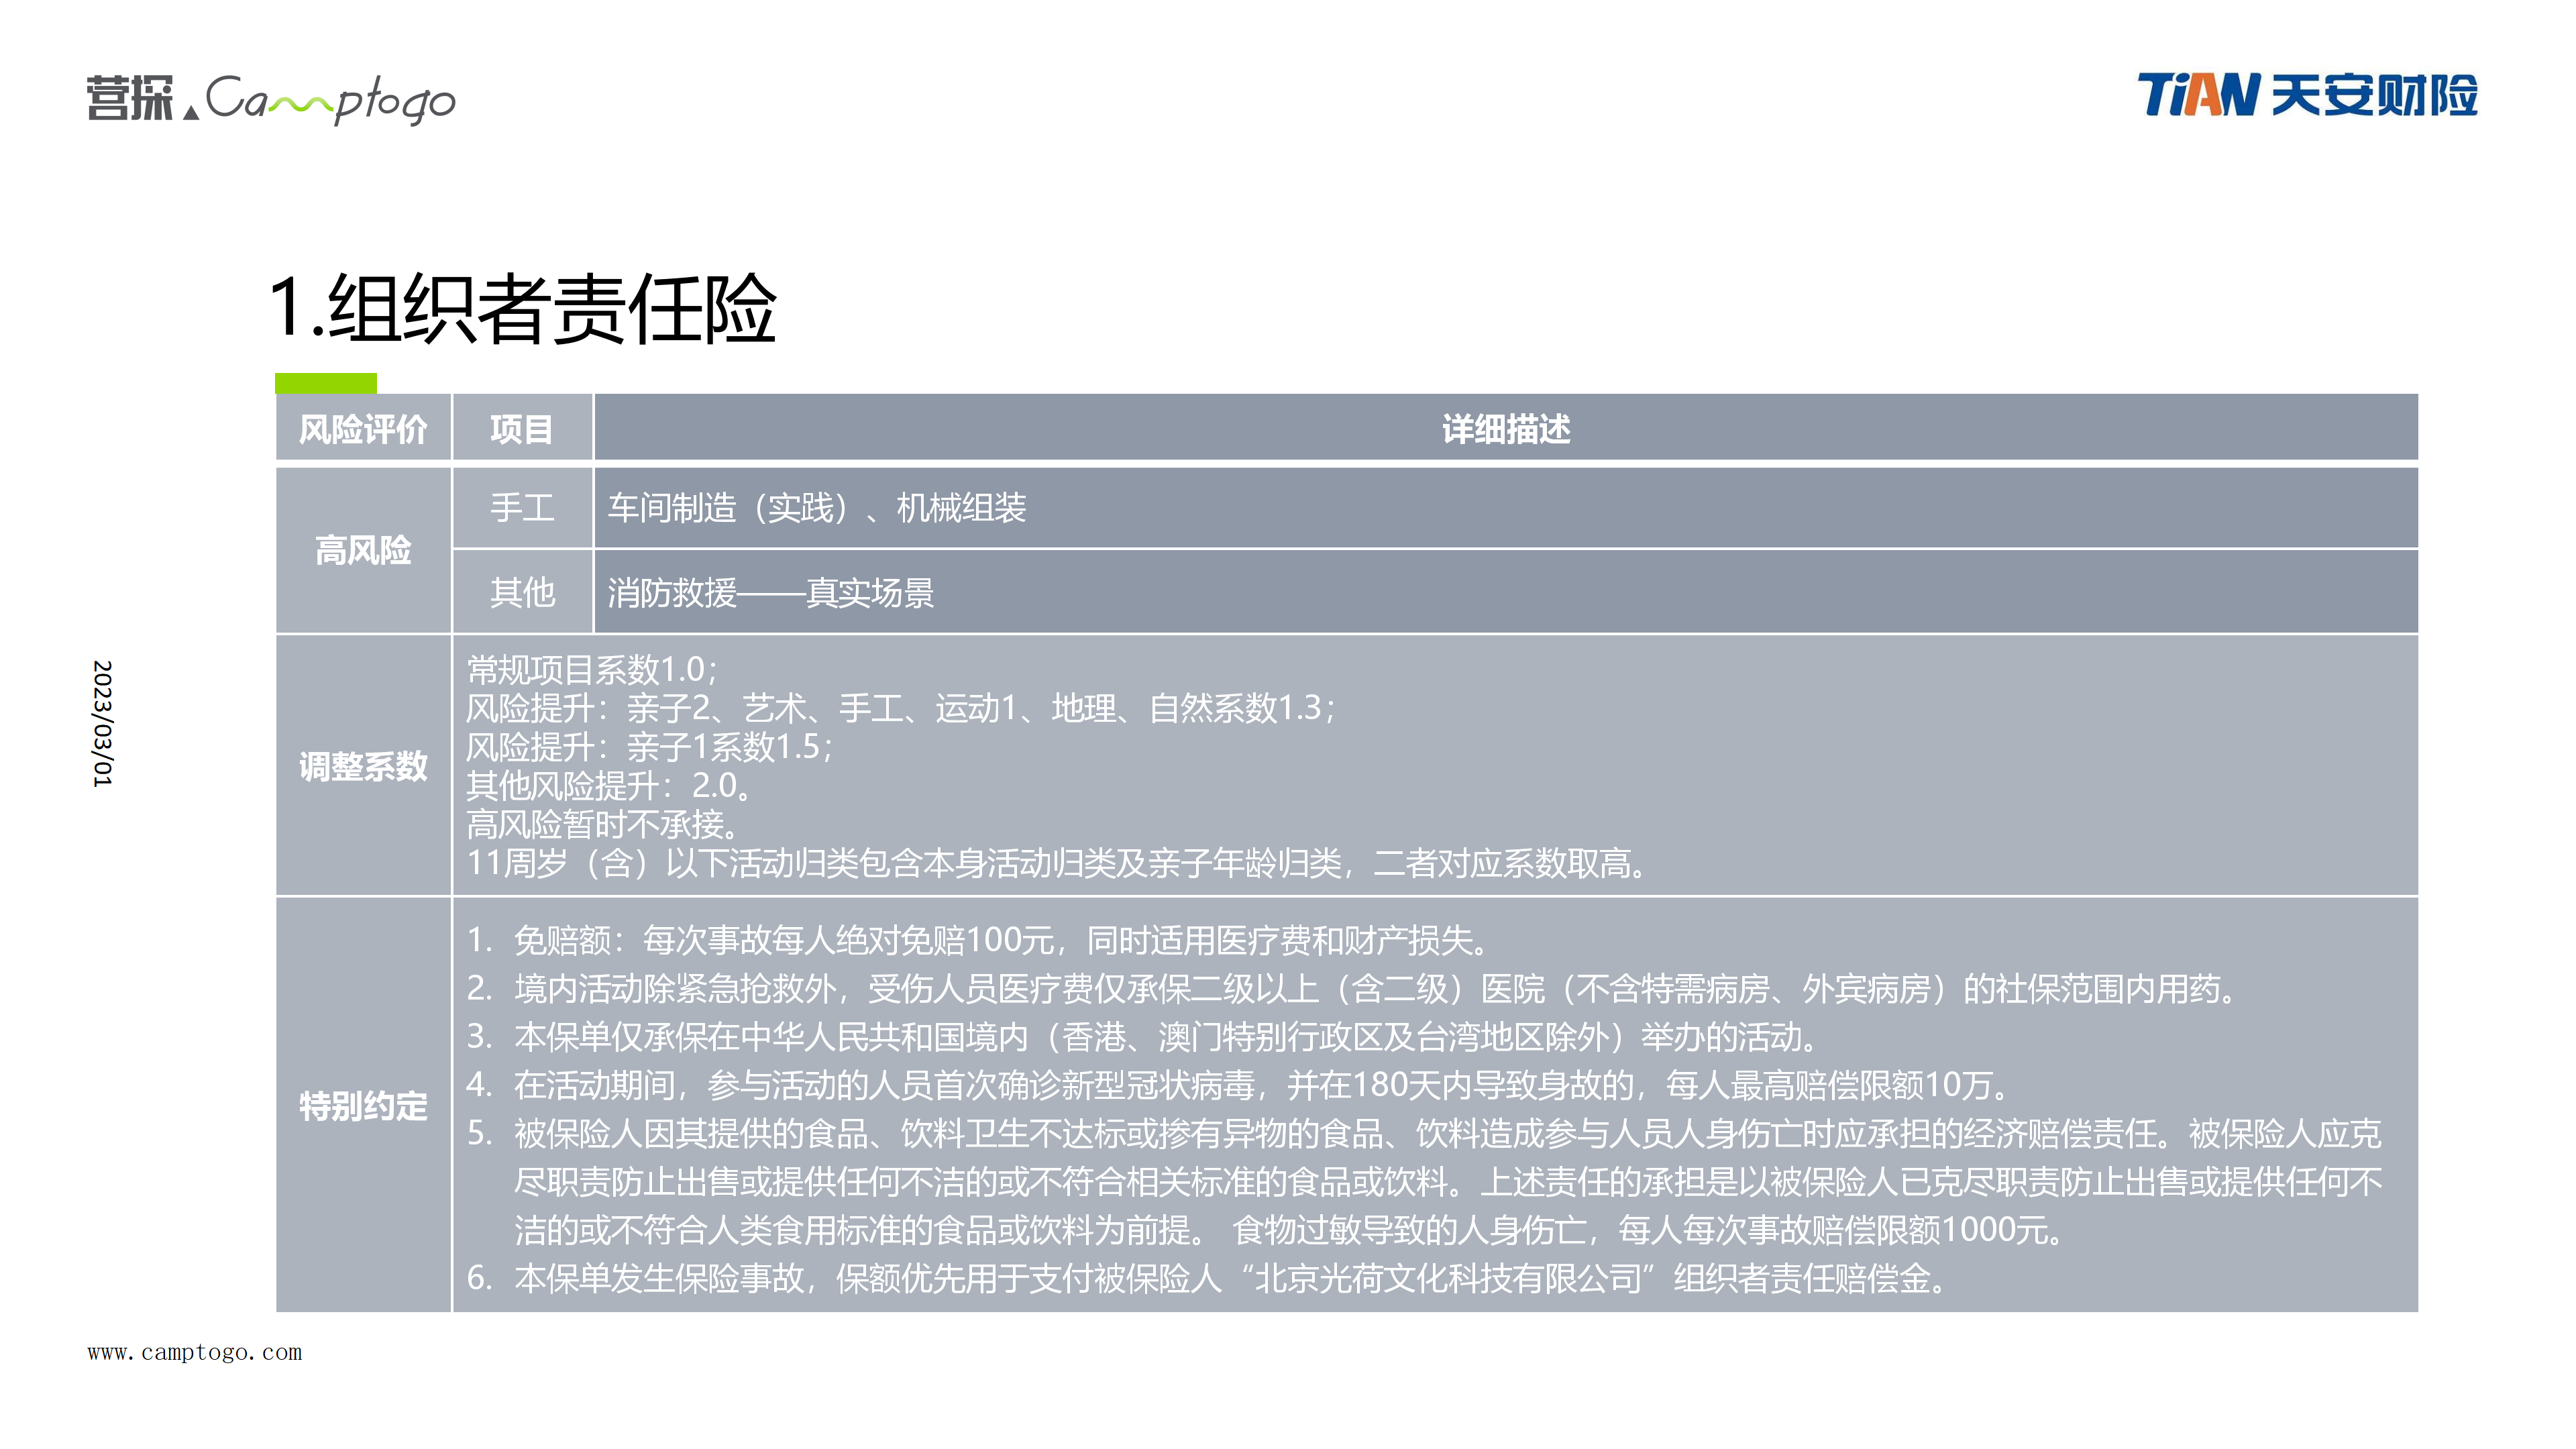 营探 Camptogo
TiAN 天安财险
1.组织者责任险
风险评价 项目 详细描述
高风险
手工 车间制造（实践）、机械组装
其他 消防救援——真实场景
2023/03/01
调整系数
常规项目系数1.0；
风险提升：亲子2、艺术、手工、运动1、地理、自然系数1.3；
风险提升：亲子1系数1.5；
其他风险提升：2.0。
高风险暂时不承接。
11周岁（含）以下活动归类包含本身活动归类及亲子年龄归类，二者对应系数取高。
特别约定
1. 免赔额：每次事故每人绝对免赔100元，同时适用医疗费和财产损失。
2. 境内活动除紧急抢救外，受伤人员医疗费仅承保二级以上（含二级）医院（不含特需病房、外宾病房）的社保范围内用药。
3. 本保单仅承保在中华人民共和国境内（香港、澳门特别行政区及台湾地区除外）举办的活动。
4. 在活动期间，参与活动的人员首次确诊新型冠状病毒，并在180天内导致身故的，每人最高赔偿限额10万。
5. 被保险人因其提供的食品、饮料卫生不达标或掺有异物的食品、饮料造成参与人员人身伤亡时应承担的经济赔偿责任。被保险人应克
尽职责防止出售或提供任何不洁的或不符合相关标准的食品或饮料。上述责任的承担是以被保险人已克尽职责防止出售或提供任何不
洁的或不符合人类食用标准的食品或饮料为前提。 食物过敏导致的人身伤亡，每人每次事故赔偿限额1000元。
6. 本保单发生保险事故，保额优先用于支付被保险人“北京光荷文化科技有限公司”组织者责任赔偿金。
www.camptogo.com